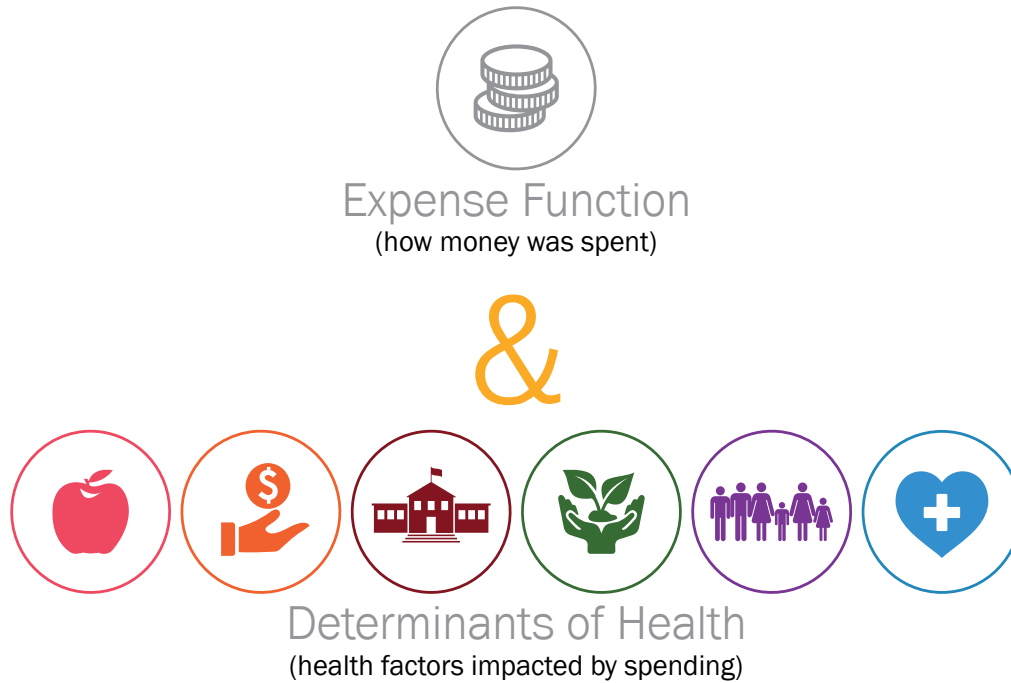 Expense Function
(how money was spent)
&
$
Determinants of Health
(health factors impacted by spending)